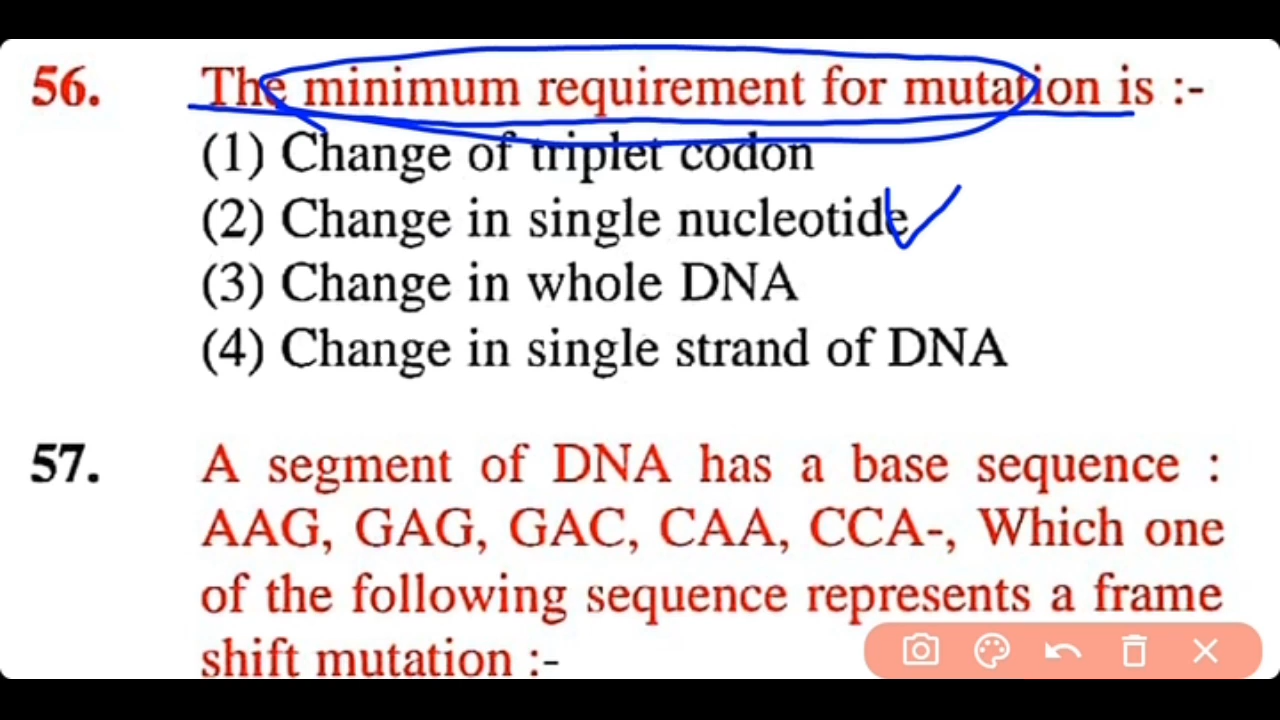 56. The minimum requirement for mutation is :-
(1) Change of triplet codon
(2) Change in single nucleotide
(3) Change in whole DNA
(4) Change in single strand of DNA
57. A segment of DNA has a base sequence :
AAG, GAG, GAC, CAA, CCA-, Which one
of the following sequence represents a frame
shift mutation :-